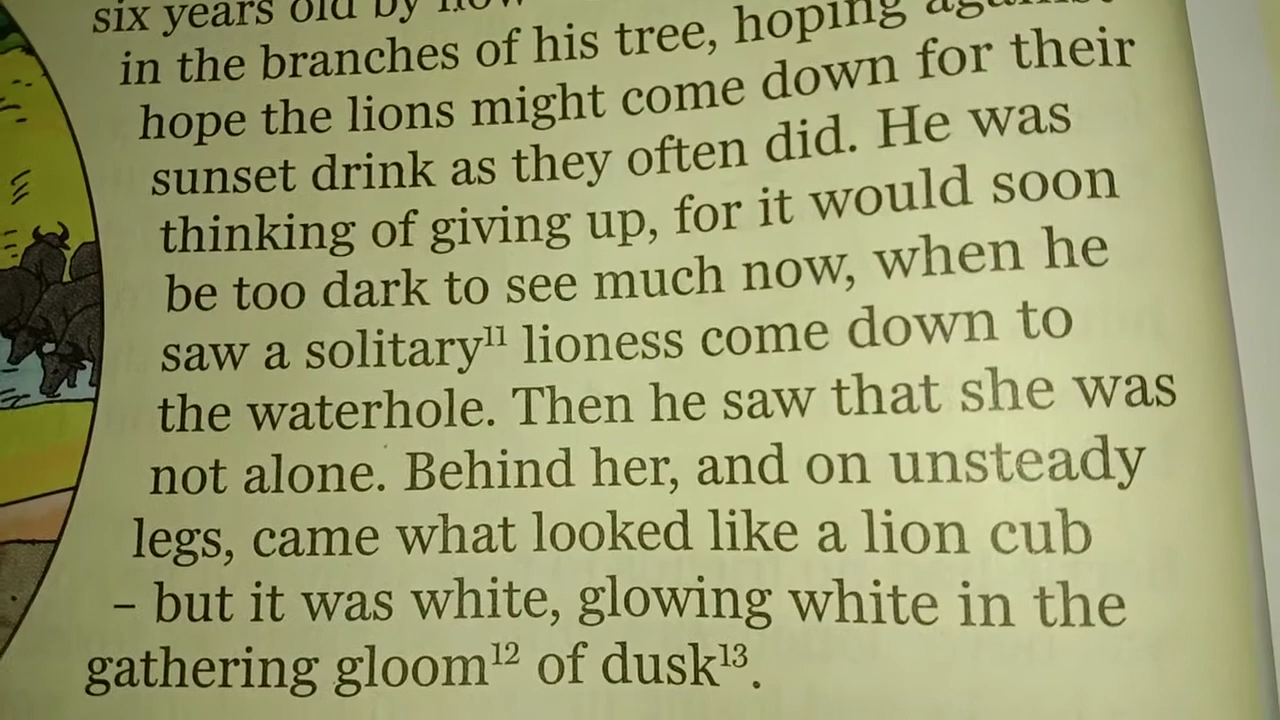 six years old by now
in the branches of his tree, hoping against
hope the lions might come down for their
sunset drink as they often did. He was
thinking of giving up, for it would soon
be too dark to see much now, when he
saw a solitary¹¹ lioness come down to
the waterhole. Then he saw that she was
not alone. Behind her, and on unsteady
legs, came what looked like a lion cub
– but it was white, glowing white in the
gathering gloom¹² of dusk¹³.